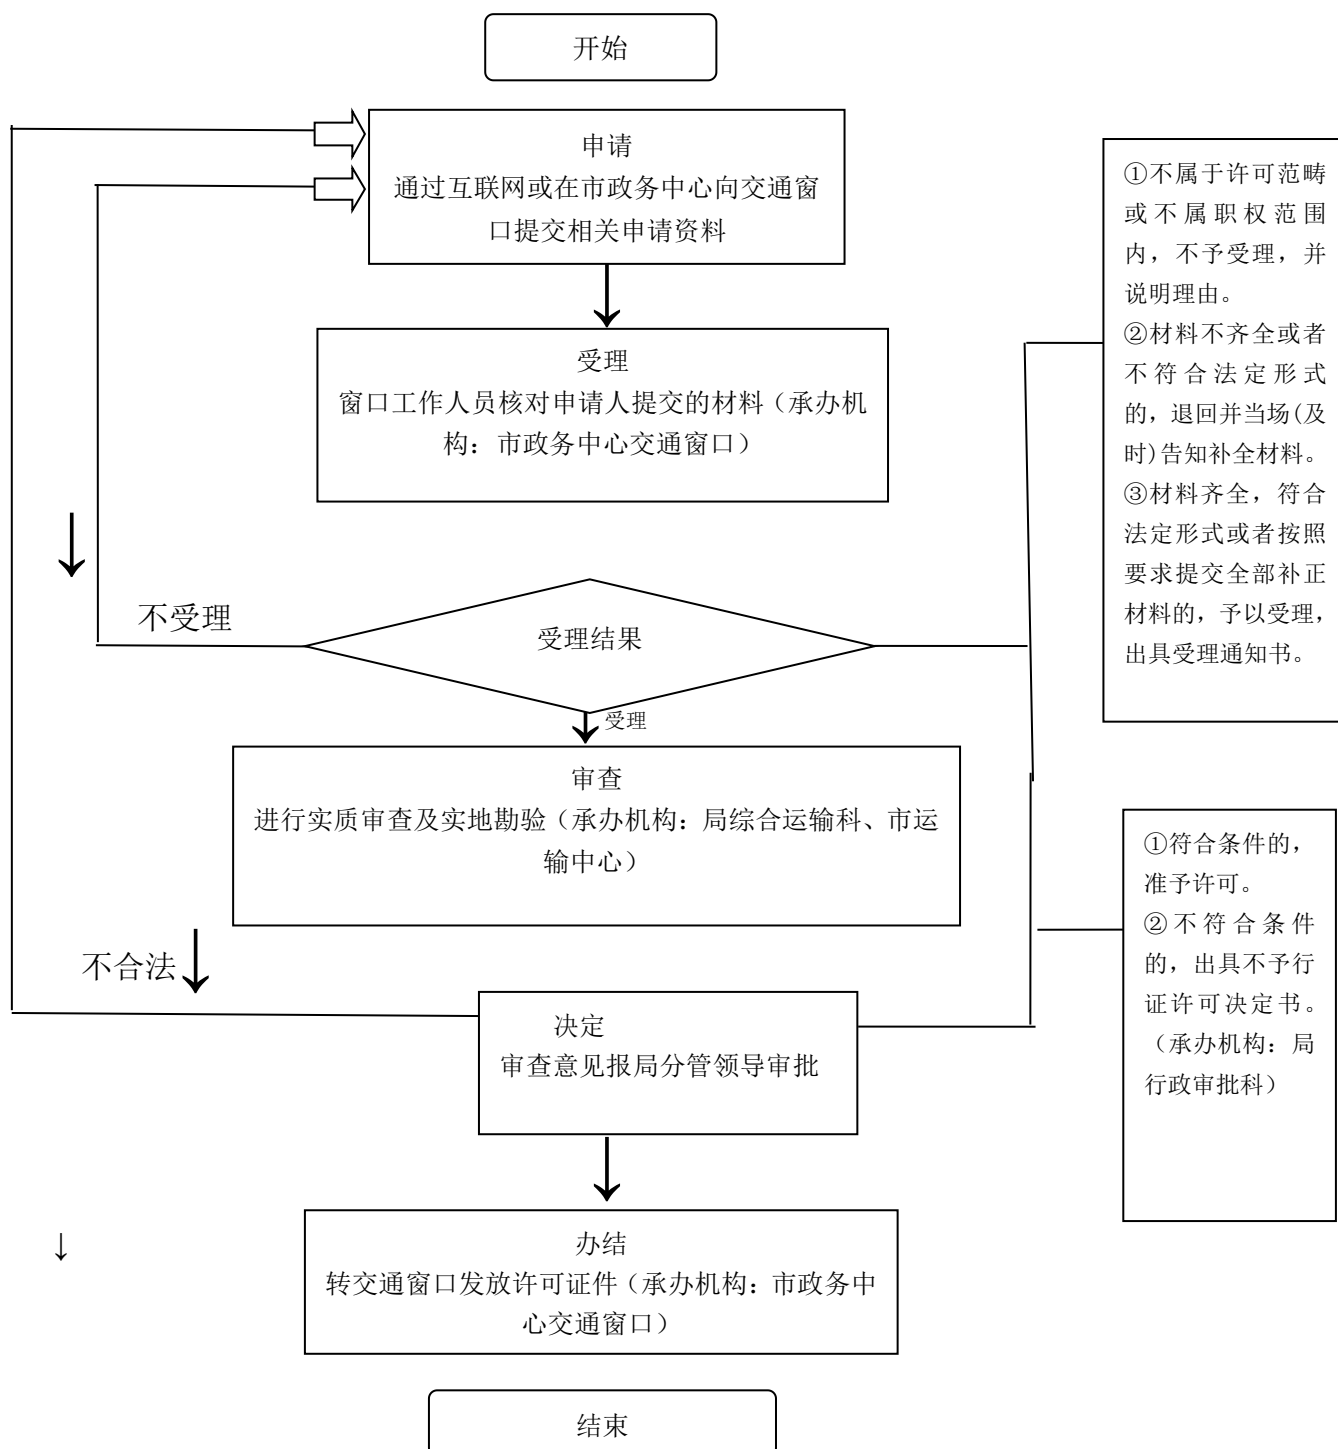 开始
申请
通过互联网或在市政务中心向交通窗
口提交相关申请资料
受理
窗口工作人员核对申请人提交的材料（承办机
构：市政务中心交通窗口）
①不属于许可范畴
或不属职权范围
内，不予受理，并
说明理由。
②材料不齐全或者
不符合法定形式
的，退回并当场(及
时)告知补全材料。
③材料齐全，符合
法定形式或者按照
要求提交全部补正
材料的，予以受理，
出具受理通知书。
↓
不受理
受理结果
受理
审查
进行实质审查及实地勘验（承办机构：局综合运输科、市运
输中心）
①符合条件的，
准予许可。
②不符合条件
的，出具不予行
证许可决定书。
（承办机构：局
行政审批科）
不合法
决定
审查意见报局分管领导审批
办结
转交通窗口发放许可证件（承办机构：市政务中
心交通窗口）
↓
结束